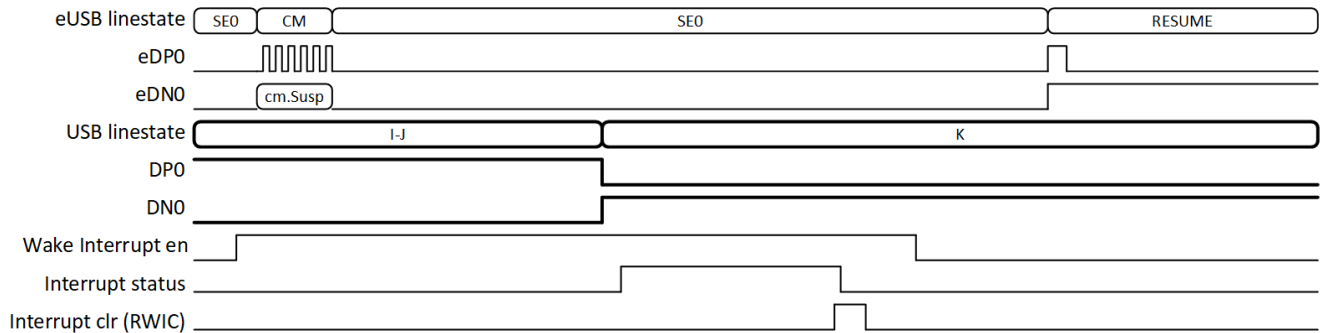 eUSB linestate SE0 CM SE0 RESUME
eDP0
eDN0 cm.Susp
USB linestate I-J K
DP0
DN0
Wake Interrupt en
Interrupt status
Interrupt clr (RWIC)